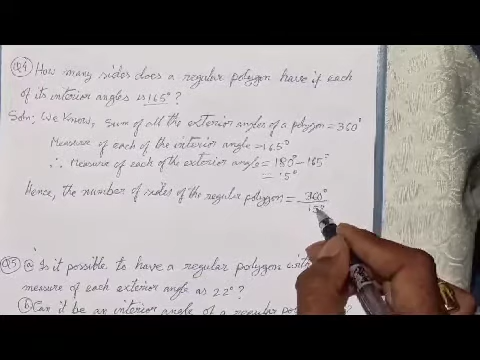 Q4 How many sides does a regular polygon have if each
of its interior angles is 165°?
Soln: We Know, Sum of all the exterior angles of a polygon = 360°
Measure of each of the interior angle = 165°
∴ Measure of each of the exterior angle = 180° - 165°
= 15°
Hence, the number of sides of the regular polygon = 360°
15°
Q5 a Is it possible to have a regular polygon with
measure of each exterior angle as 22°?
b Can it be an interior angle of a regular